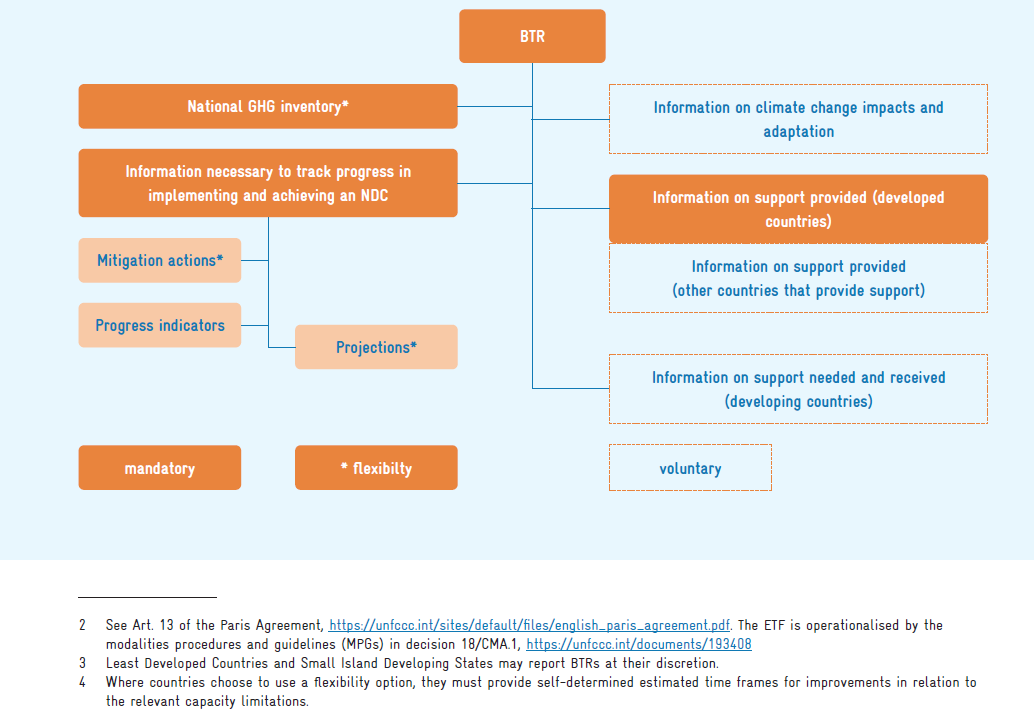 BTR
National GHG inventory*
Information necessary to track progress in
implementing and achieving an NDC
Mitigation actions*
Progress indicators
Projections*
Information on climate change impacts and
adaptation
Information on support provided (developed
countries)
Information on support provided
(other countries that provide support)
Information on support needed and received
(developing countries)
mandatory
* flexibilty
voluntary
2 See Art. 13 of the Paris Agreement, https://unfccc.int/sites/default/files/english_paris_agreement.pdf. The ETF is operationalised by the
modalities procedures and guidelines (MPGs) in decision 18/CMA.1, https://unfccc.int/documents/193408
3 Least Developed Countries and Small Island Developing States may report BTRs at their discretion.
4 Where countries choose to use a flexibility option, they must provide self-determined estimated time frames for improvements in relation to
the relevant capacity limitations.